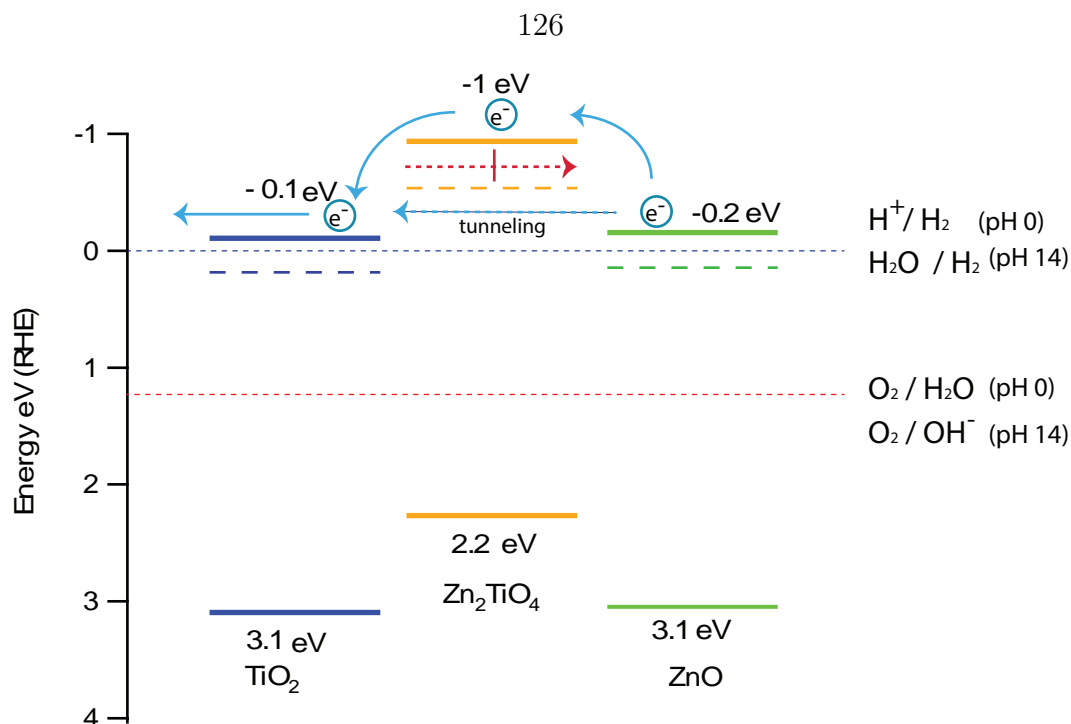 126
-1 eV
e⁻
-1
- 0.1 eV
e⁻
e⁻
-0.2 eV
tunneling
H⁺/ H₂ (pH 0)
0
H₂O / H₂ (pH 14)
Energy eV (RHE)
1
O₂ / H₂O (pH 0)
O₂ / OH⁻ (pH 14)
2
2.2 eV
Zn₂TiO₄
3
3.1 eV
TiO₂
3.1 eV
ZnO
4